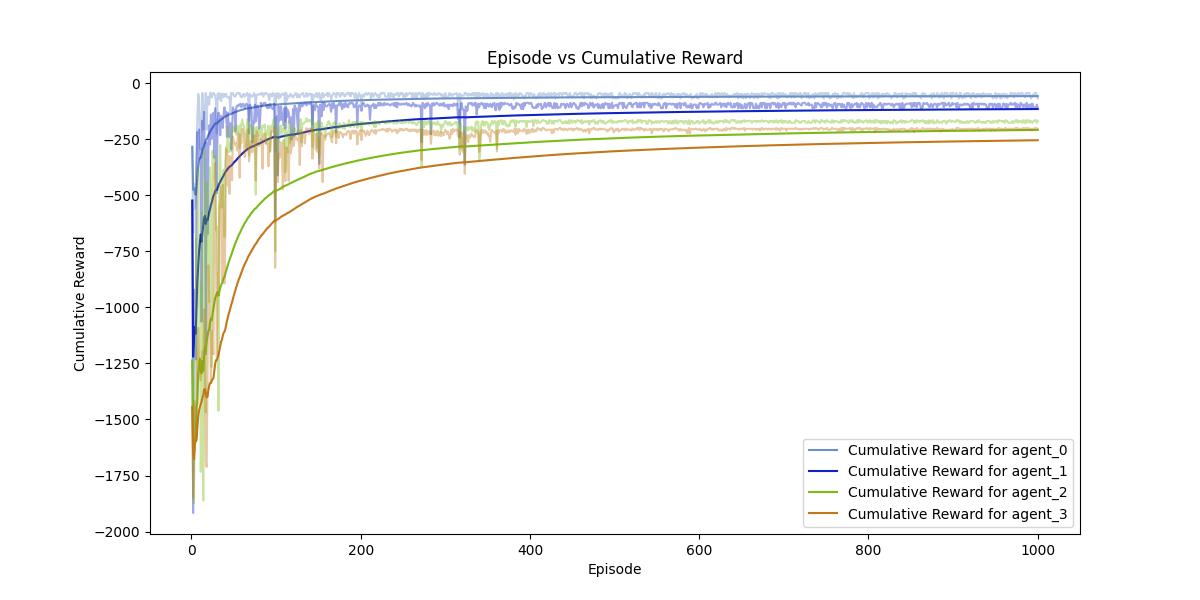 Episode vs Cumulative Reward
0
−250
−500
−750
−1000
−1250
−1500
−1750
−2000
Cumulative Reward
0 200 400 600 800 1000
Episode
Cumulative Reward for agent_0
Cumulative Reward for agent_1
Cumulative Reward for agent_2
Cumulative Reward for agent_3